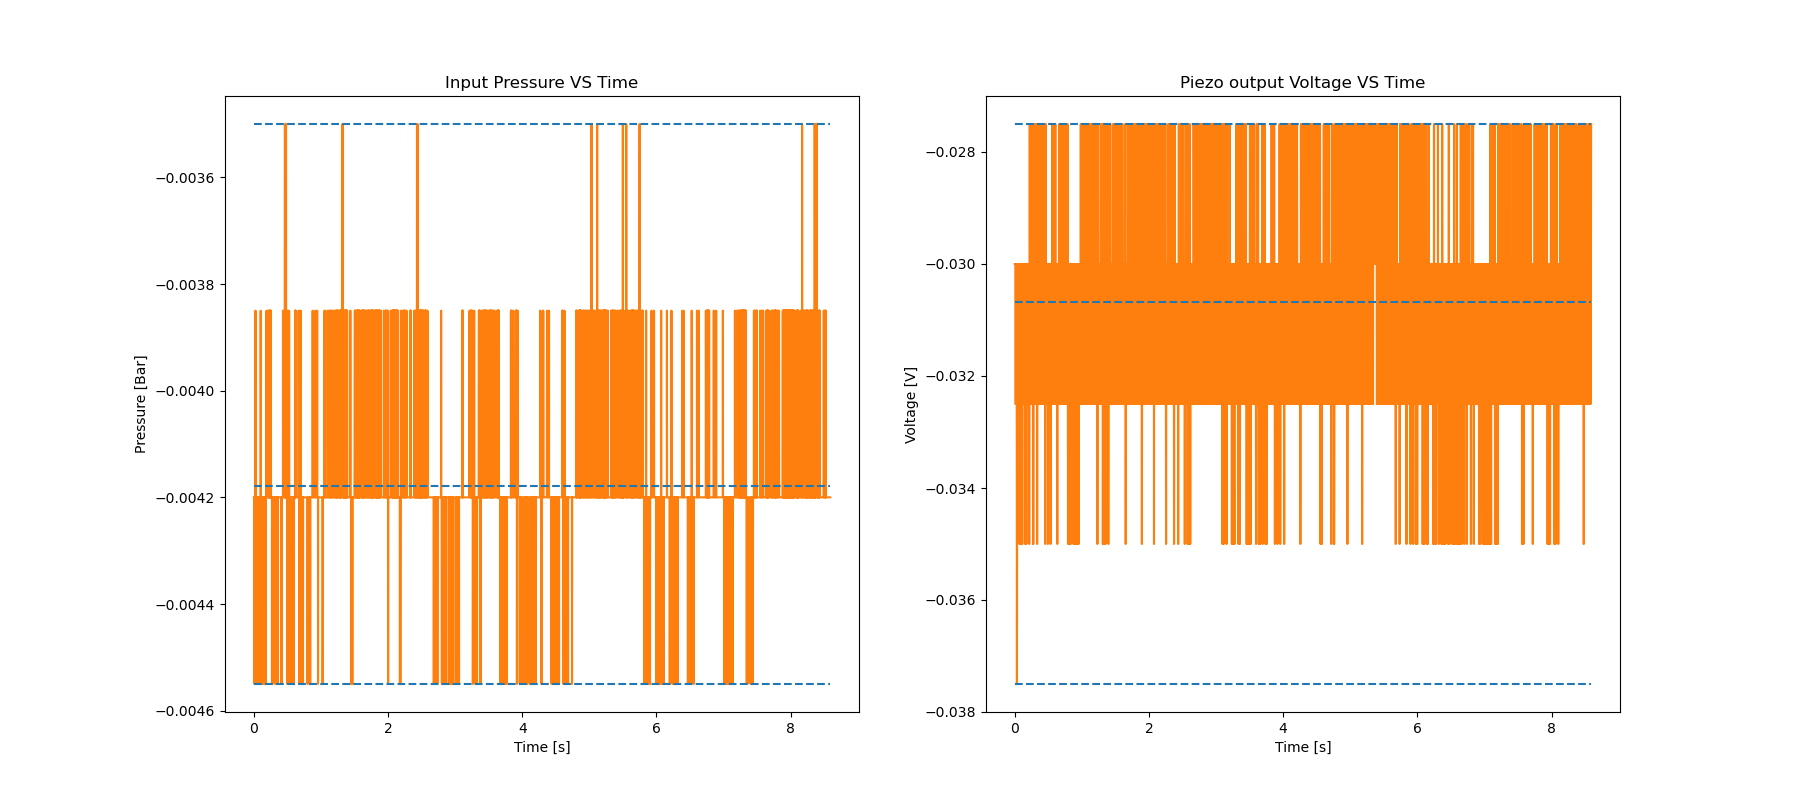 Input Pressure VS Time
−0.0036
−0.0038
−0.0040
−0.0042
−0.0044
−0.0046
Pressure [Bar]
0 2 4 6 8
Time [s]
Piezo output Voltage VS Time
−0.028
−0.030
−0.032
−0.034
−0.036
−0.038
Voltage [V]
0 2 4 6 8
Time [s]